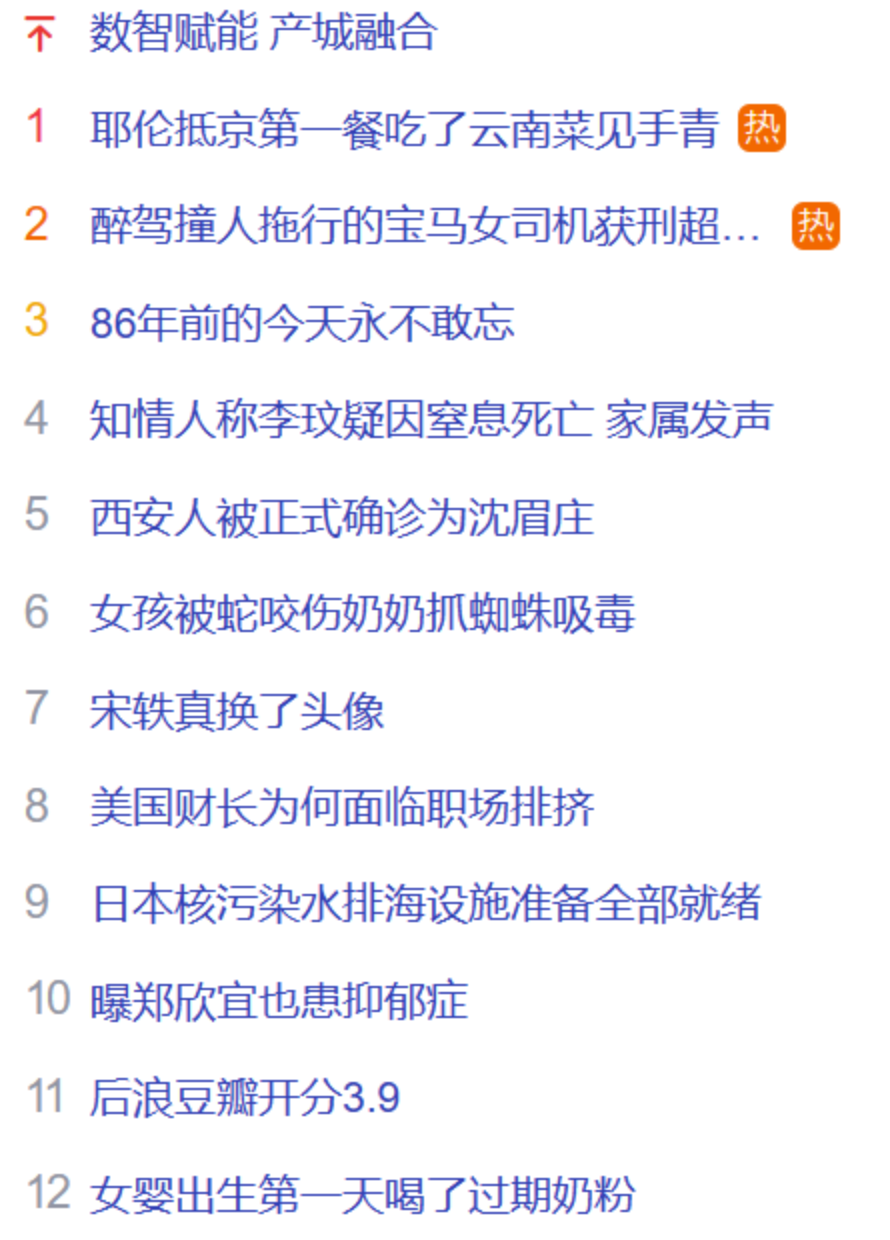 数智赋能 产城融合
1 耶伦抵京第一餐吃了云南菜见手青 热
2 醉驾撞人拖行的宝马女司机获刑超... 热
3 86年前的今天永不敢忘
4 知情人称李玟疑因窒息死亡 家属发声
5 西安人被正式确诊为沈眉庄
6 女孩被蛇咬伤奶奶抓蜘蛛吸毒
7 宋轶真换了头像
8 美国财长为何面临职场排挤
9 日本核污染水排海设施准备全部就绪
10 曝郑欣宜也患抑郁症
11 后浪豆瓣开分3.9
12 女婴出生第一天喝了过期奶粉